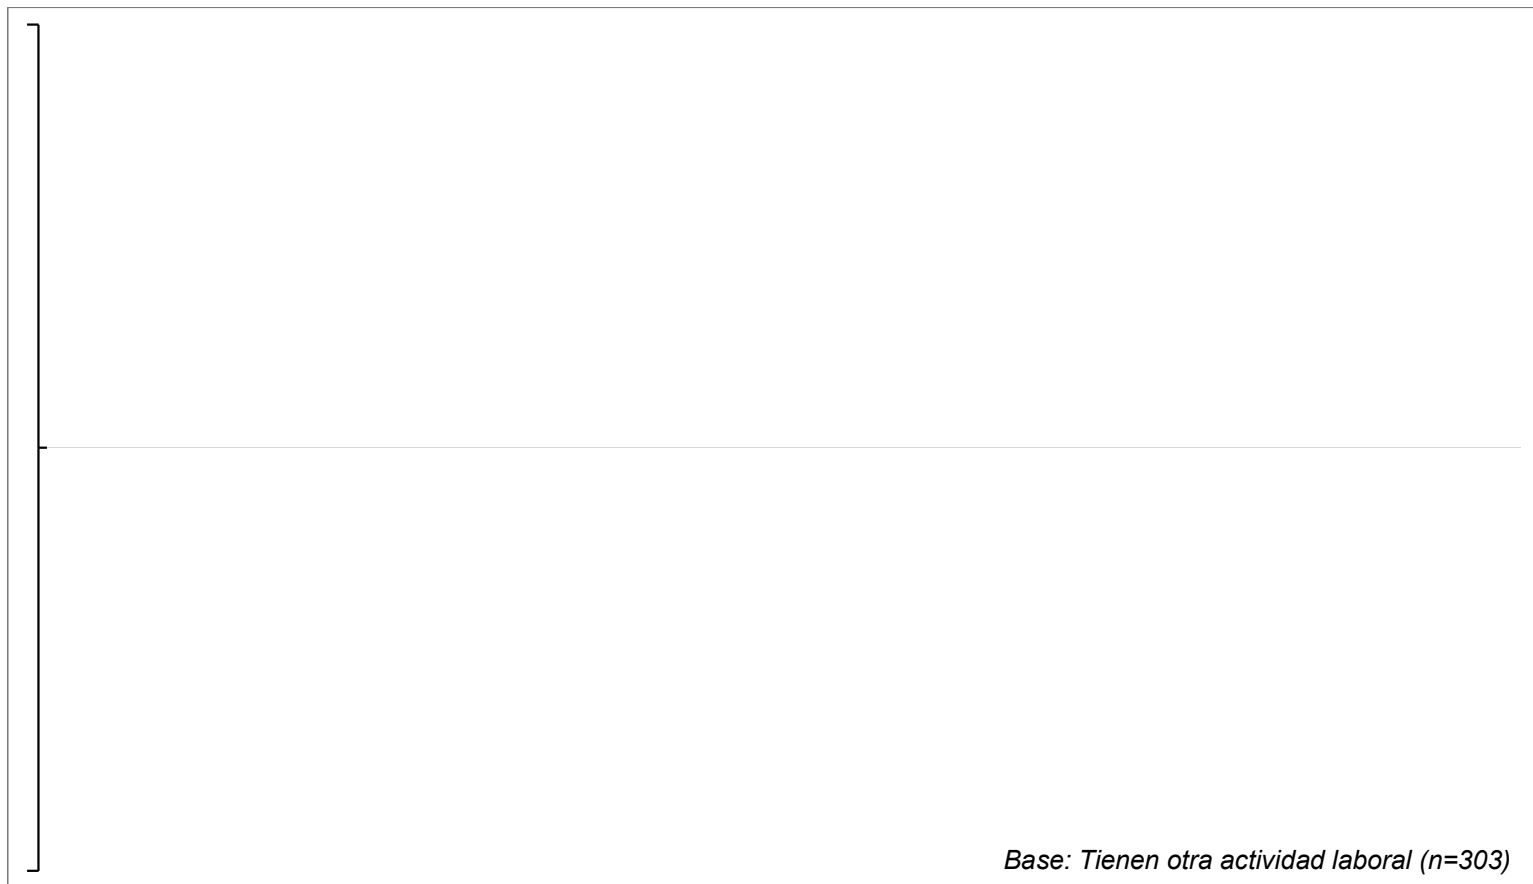 Base: Tienen otra actividad laboral (n=303)